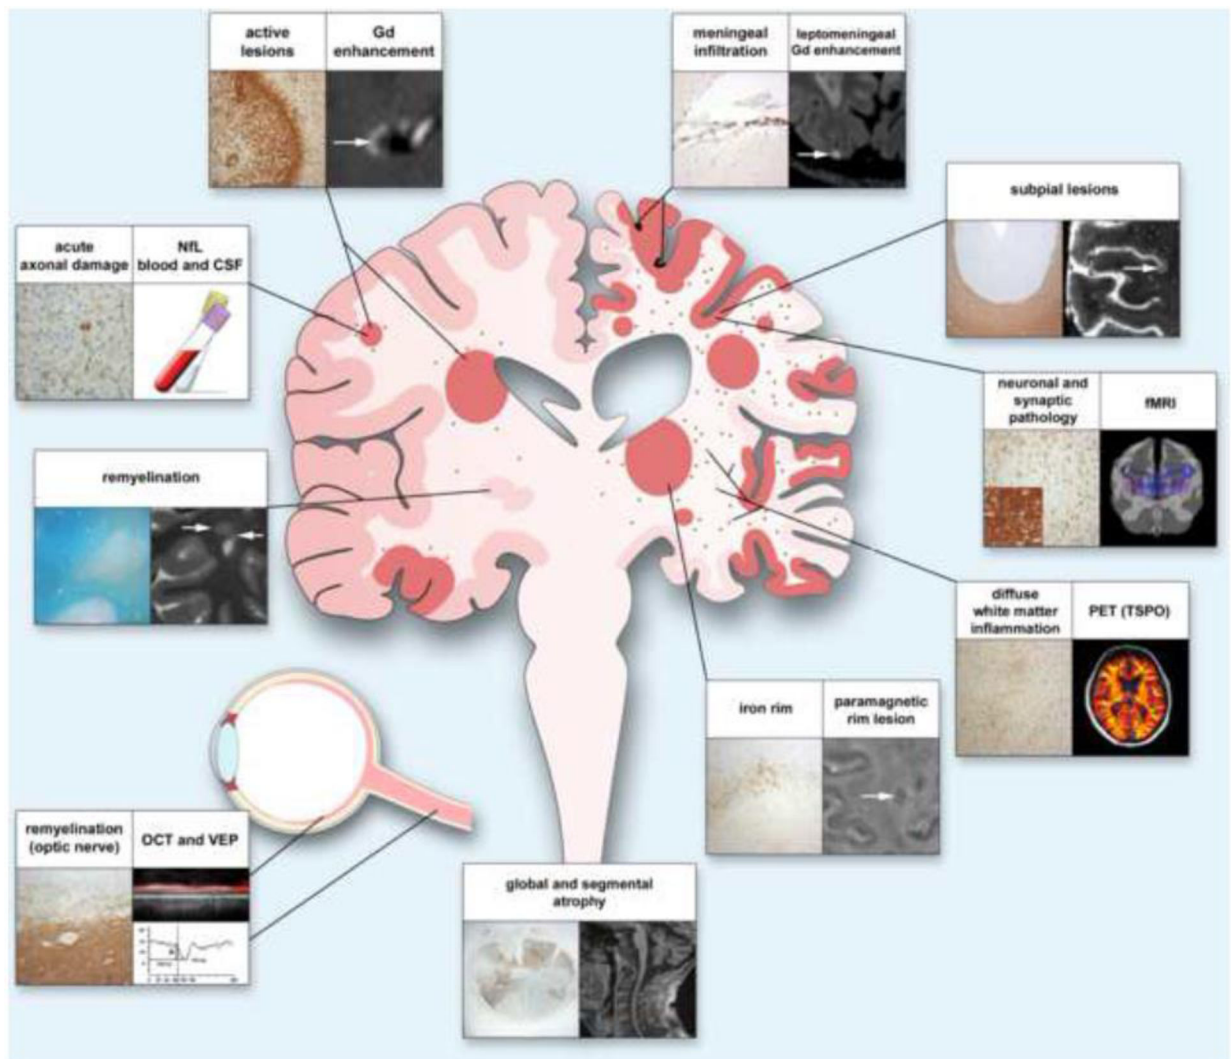 active
lesions
Gd
enhancement
meningeal
infiltration
leptomeningeal
Gd enhancement
subpial lesions
acute
axonal damage
NfL
blood and CSF
neuronal and
synaptic
pathology
fMRI
remyelination
diffuse
white matter
inflammation
PET (TSPO)
iron rim
paramagnetic
rim lesion
remyelination
(optic nerve)
OCT and VEP
global and segmental
atrophy